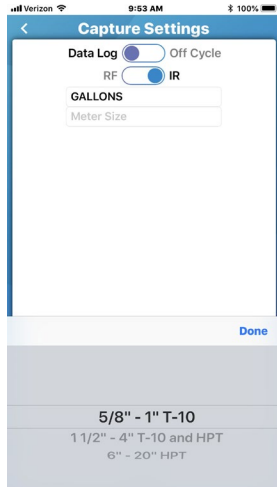 Verizon 9:53 AM 100%
Capture Settings
Data Log Off Cycle
RF IR
GALLONS
Meter Size
Done
5/8" - 1" T-10
1 1/2" - 4" T-10 and HPT
6" - 20" HPT